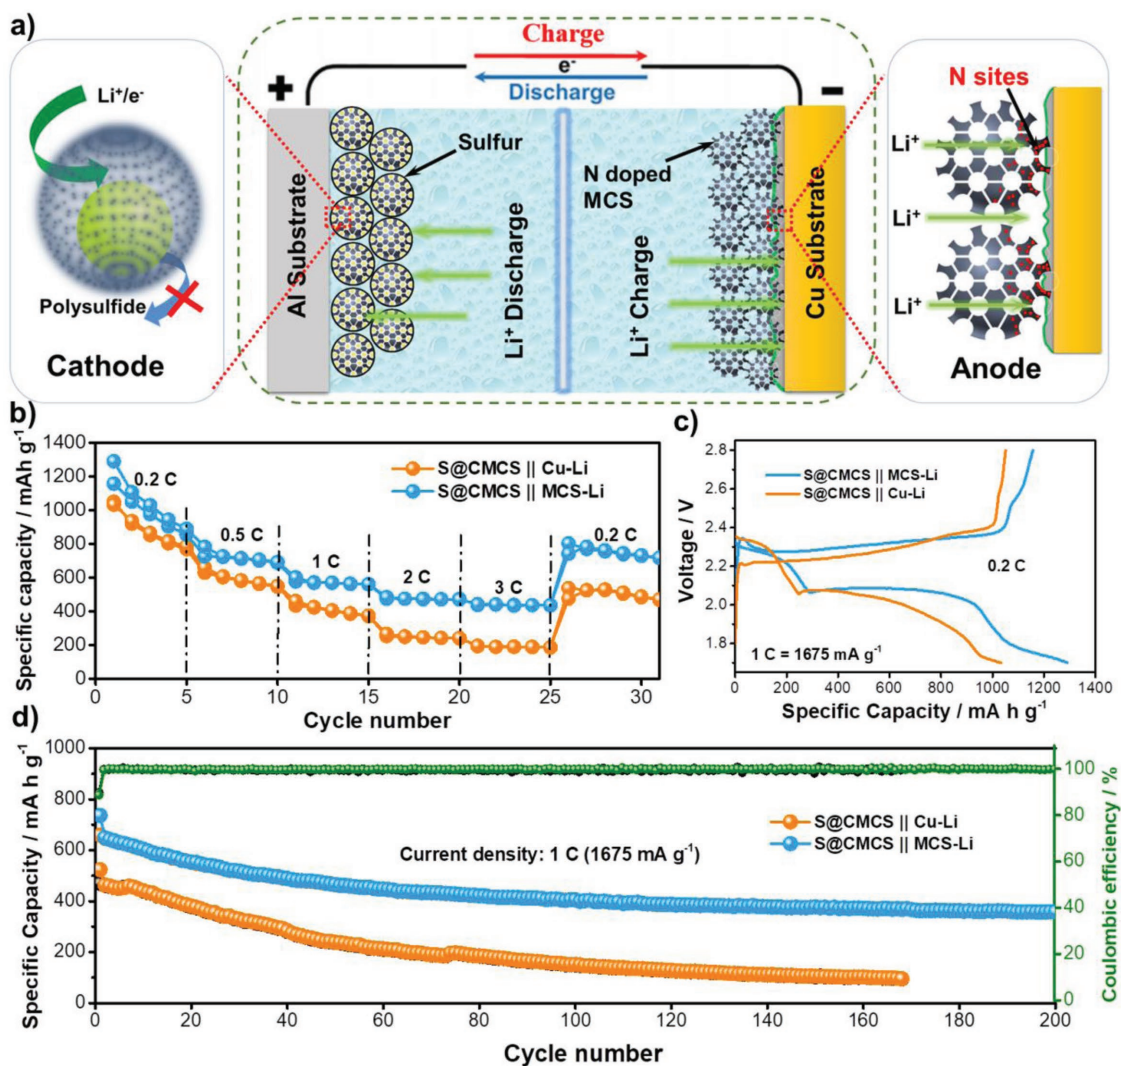 a)
Li⁺/e⁻
Polysulfide
Cathode
Charge
e⁻
Discharge
+
-
Al Substrate
Sulfur
Li⁺ Discharge
N doped
MCS
Li⁺ Charge
Cu Substrate
N sites
Li⁺
Li⁺
Li⁺
Anode
b)
Specific capacity / mAh g⁻¹
1400
1200
1000
800
600
400
200
0
S@CMCS || Cu-Li
S@CMCS || MCS-Li
0.2 C
0.5 C
1 C
2 C
3 C
0.2 C
0 5 10 15 20 25 30
Cycle number
c)
Voltage / V
2.8
2.4
2.2
2.0
1.8
2.6
S@CMCS || MCS-Li
S@CMCS || Cu-Li
0.2 C
1 C = 1675 mA g⁻¹
0 200 400 600 800 1000 1200 1400
Specific Capacity / mA h g⁻¹
d)
Specific Capacity / mA h g⁻¹
1000
800
600
400
200
0
S@CMCS || Cu-Li
S@CMCS || MCS-Li
Current density: 1 C (1675 mA g⁻¹)
100
80
60
40
20
0
Coulombic efficiency / %
0 20 40 60 80 100 120 140 160 180 200
Cycle number